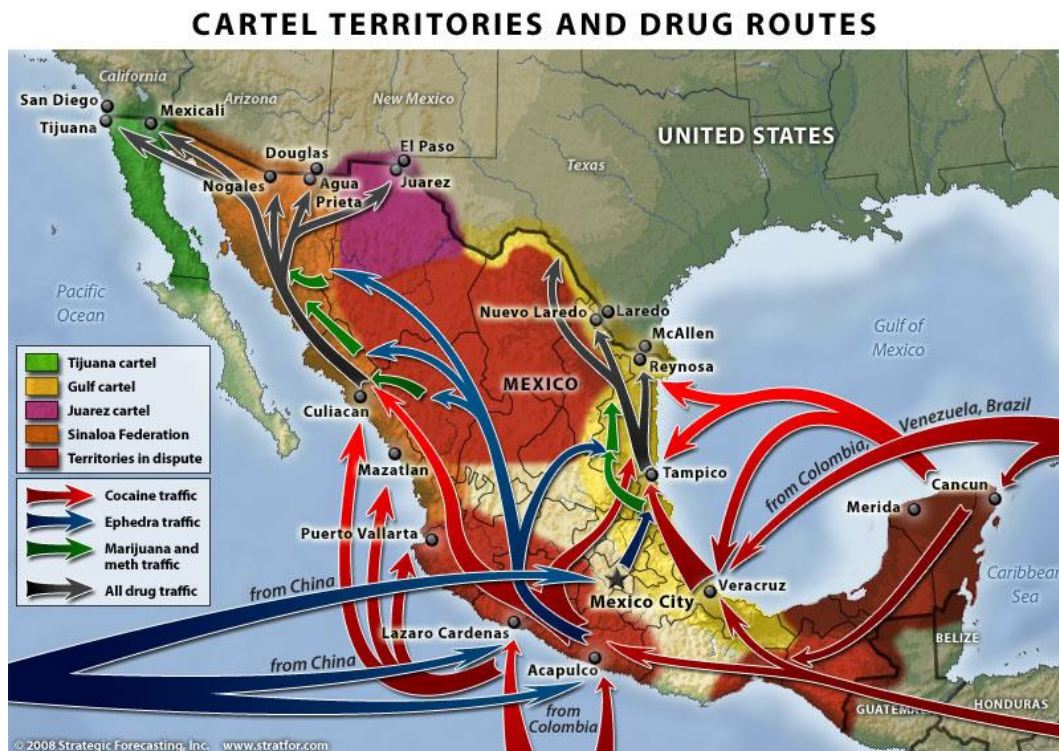 CARTEL TERRITORIES AND DRUG ROUTES
California
San Diego
Tijuana
Mexicali
Arizona
New Mexico
Douglas
El Paso
Nogales
Agua
Prieta
Juarez
UNITED STATES
Texas
Pacific
Ocean
Nuevo Laredo
Laredo
McAllen
Reynosa
Gulf of
Mexico
MEXICO
Tijuana cartel
Gulf cartel
Juarez cartel
Sinaloa Federation
Territories in dispute
Culiacan
Mazatlan
Tampico
from Colombia, Venezuela, Brazil
Cancun
Merida
Cocaine traffic
Ephedra traffic
Marijuana and
meth traffic
All drug traffic
Puerto Vallarta
from China
Mexico City
Veracruz
Caribbean
Sea
Lazaro Cardenas
from China
Acapulco
BELIZE
from
Colombia
GUATEMALA
HONDURAS
© 2008 Strategic Forecasting, Inc. www.stratfor.com